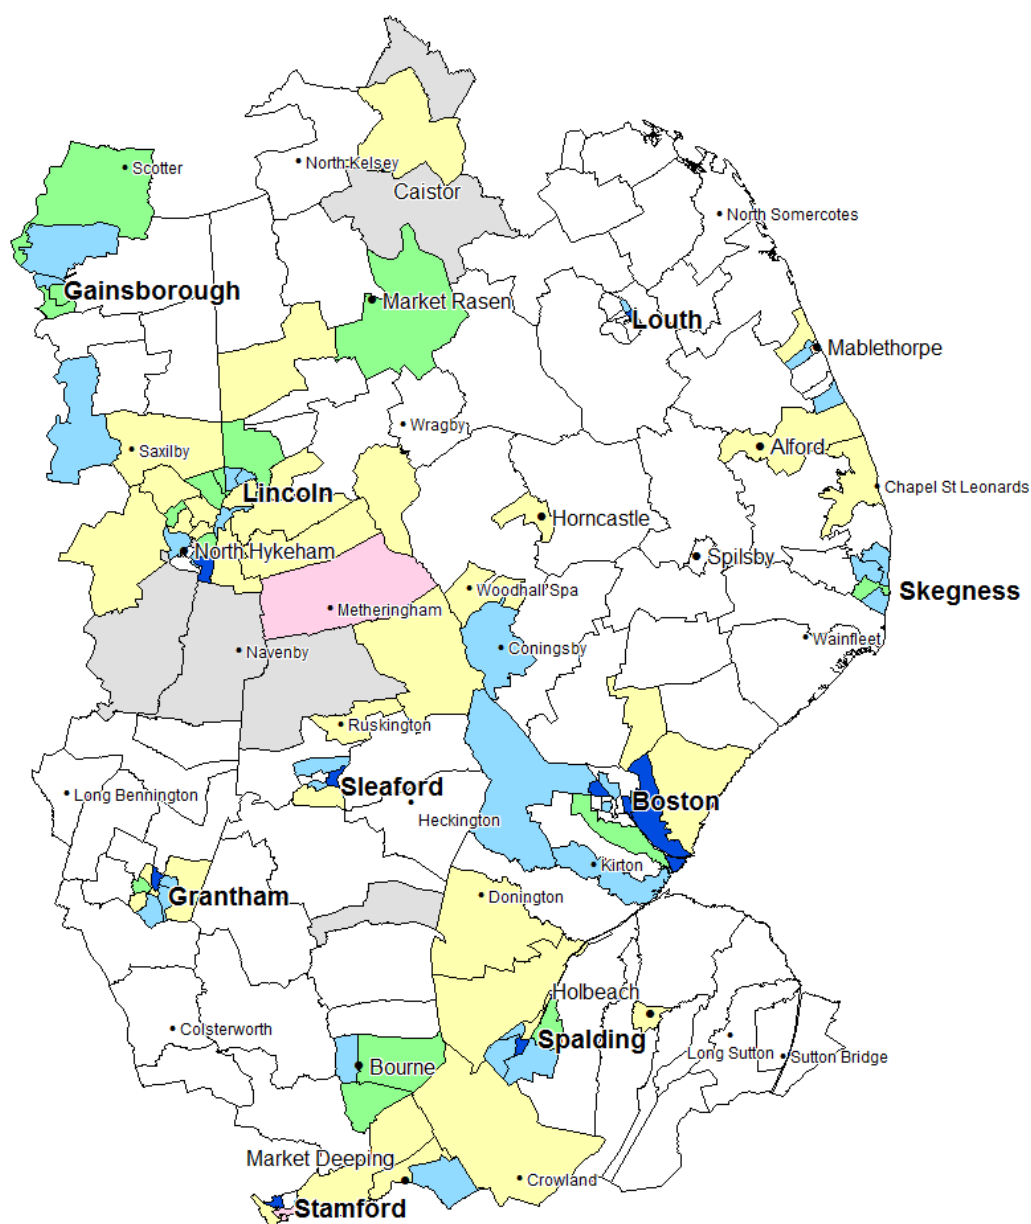 Scotter
North Kelsey
Caistor
North Somercotes
Gainsborough
Market Rasen
Louth
Mablethorpe
Wragby
Saxilby
Alford
Lincoln
Chapel St Leonards
Horncastle
North Hykeham
Spilsby
Woodhall Spa
Skegness
Metheringham
Wainfleet
Coningsby
Navenby
Ruskington
Sleaford
Long Bennington
Boston
Heckington
Kirton
Grantham
Donington
Holbeach
Colsterworth
Spalding
Long Sutton
Sutton Bridge
Bourne
Market Deeping
Crowland
Stamford